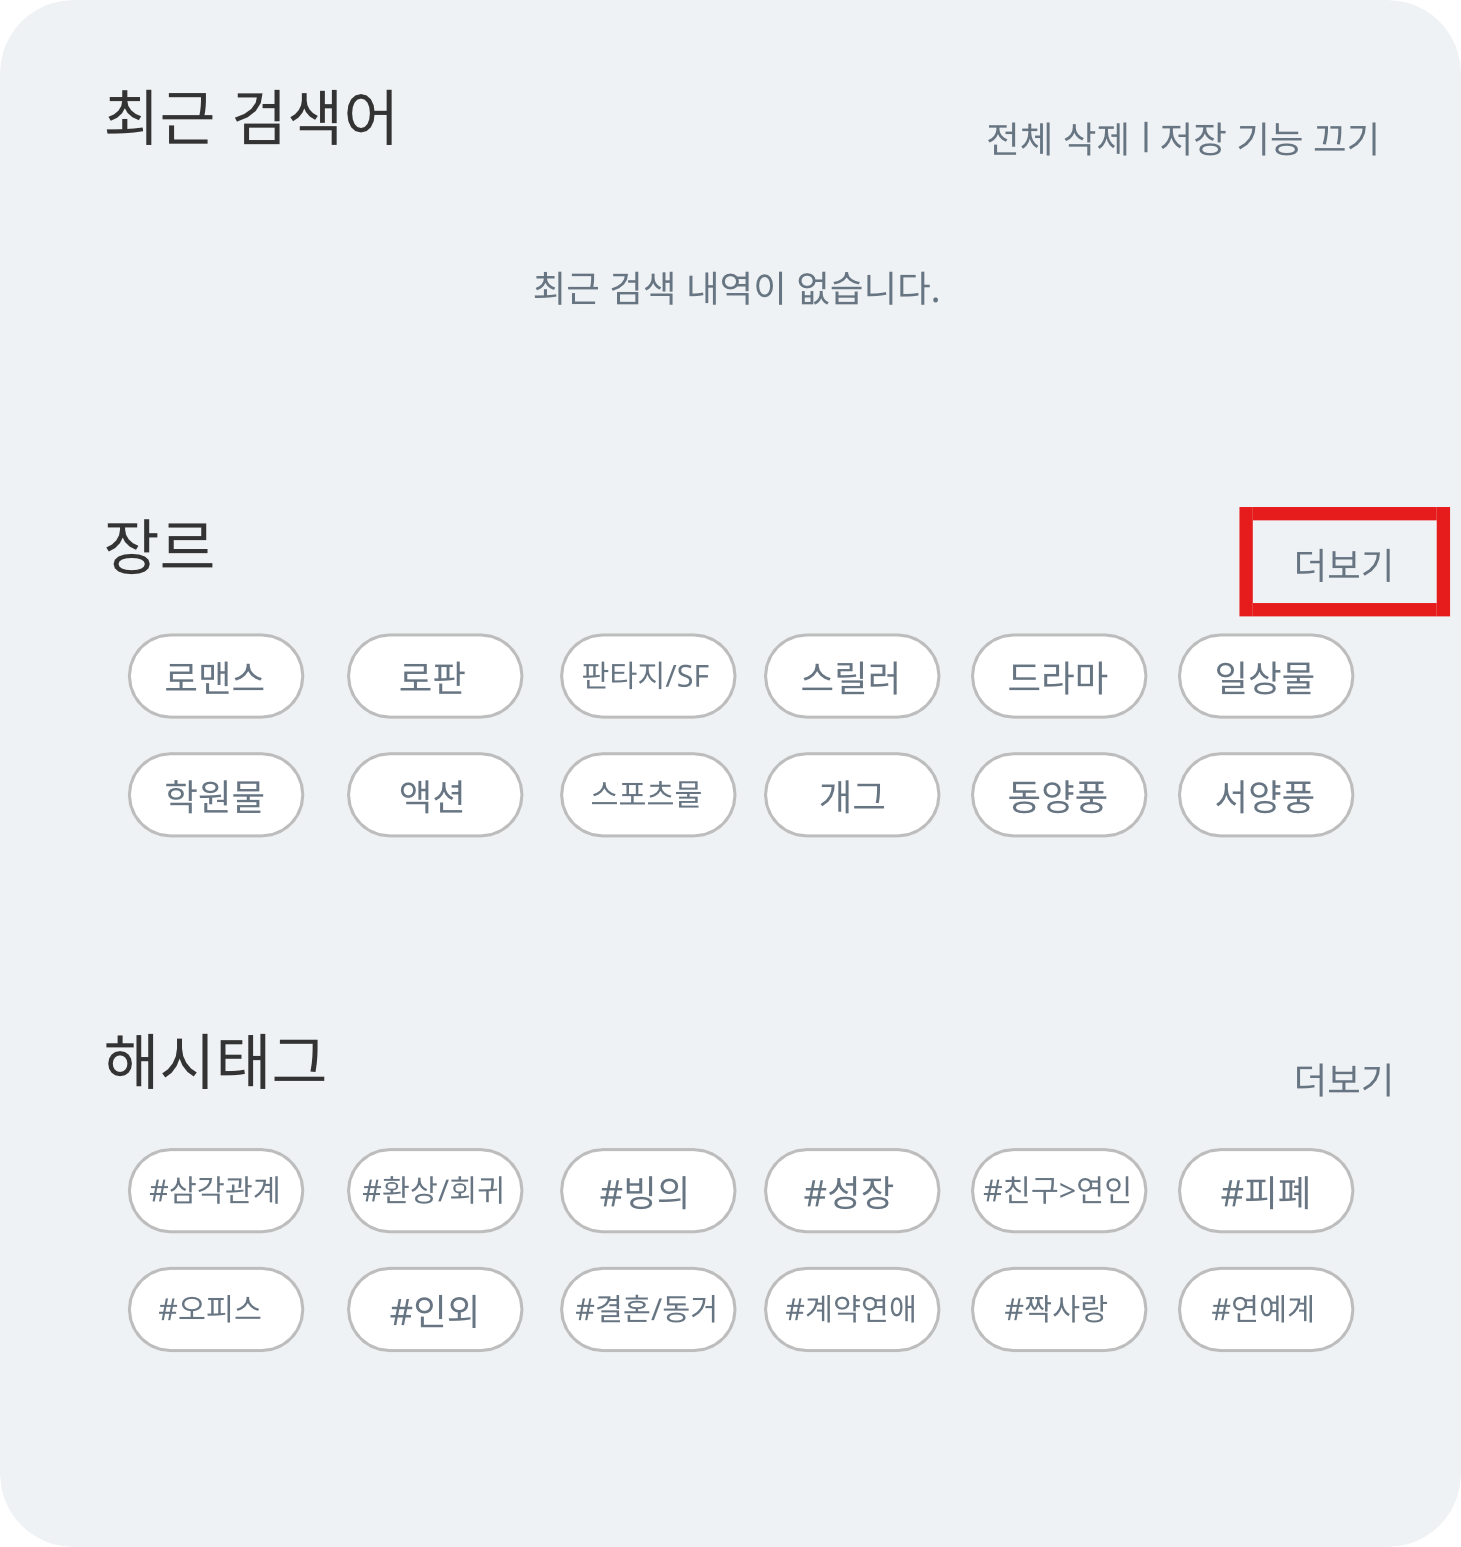 최근 검색어
전체 삭제 | 저장 기능 끄기
최근 검색 내역이 없습니다.
장르
더보기
로맨스 로판 판타지/SF 스릴러 드라마 일상물
학원물 액션 스포츠물 개그 동양풍 서양풍
해시태그
더보기
#삼각관계 #환상/회귀 #빙의 #성장 #친구>연인 #피폐
#오피스 #인외 #결혼/동거 #계약연애 #짝사랑 #연예계